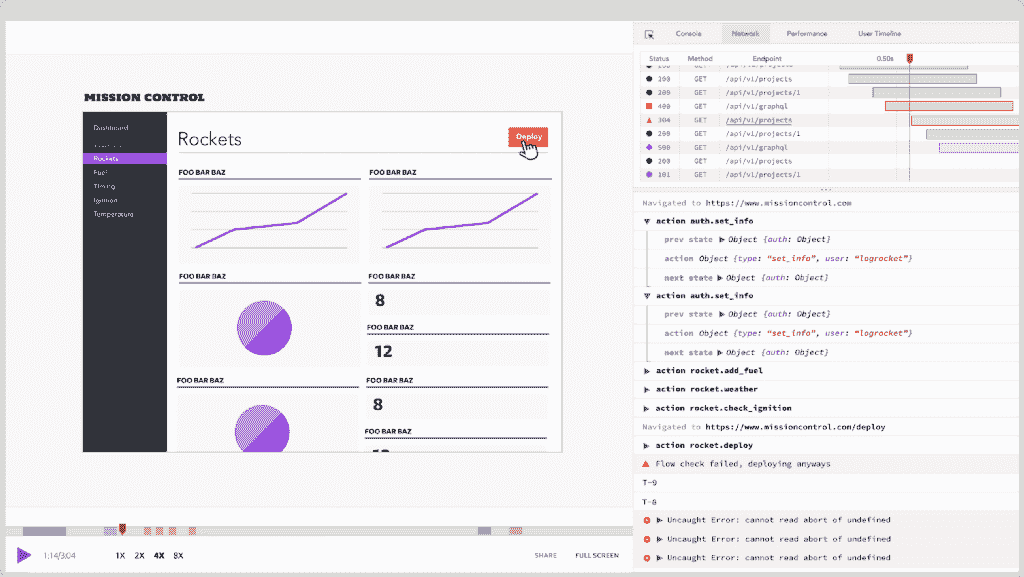 Console Network Performance User Timeline
Status Method Endpoint 0.50s
200 GET /api/v1/projects
200 GET /api/v1/projects/1
400 GET /api/v1/graphql
304 GET /api/v1/projects
200 GET /api/v1/projects/1
500 GET /api/v1/graphql
200 GET /api/v1/projects
101 GET /api/v1/projects/1
MISSION CONTROL
Dashboard
Rockets
Fuel
Timing
Ignition
Temperature
Rockets
Deploy
FOO BAR BAZ
FOO BAR BAZ
FOO BAR BAZ
FOO BAR BAZ
8
FOO BAR BAZ
12
FOO BAR BAZ
FOO BAR BAZ
8
FOO BAR BAZ
Navigated to https://www.missioncontrol.com
action auth.set_info
prev state Object {auth: Object}
action Object {type: “set_info”, user: “logrocket”}
next state Object {auth: Object}
action auth.set_info
prev state Object {auth: Object}
action Object {type: “set_info”, user: “logrocket”}
next state Object {auth: Object}
action rocket.add_fuel
action rocket.weather
action rocket.check_ignition
Navigated to https://www.missioncontrol.com/deploy
action rocket.deploy
Flow check failed, deploying anyways
T-9
T-8
Uncaught Error: cannot read abort of undefined
Uncaught Error: cannot read abort of undefined
Uncaught Error: cannot read abort of undefined
1:14/3:04 1X 2X 4X 8X SHARE FULL SCREEN